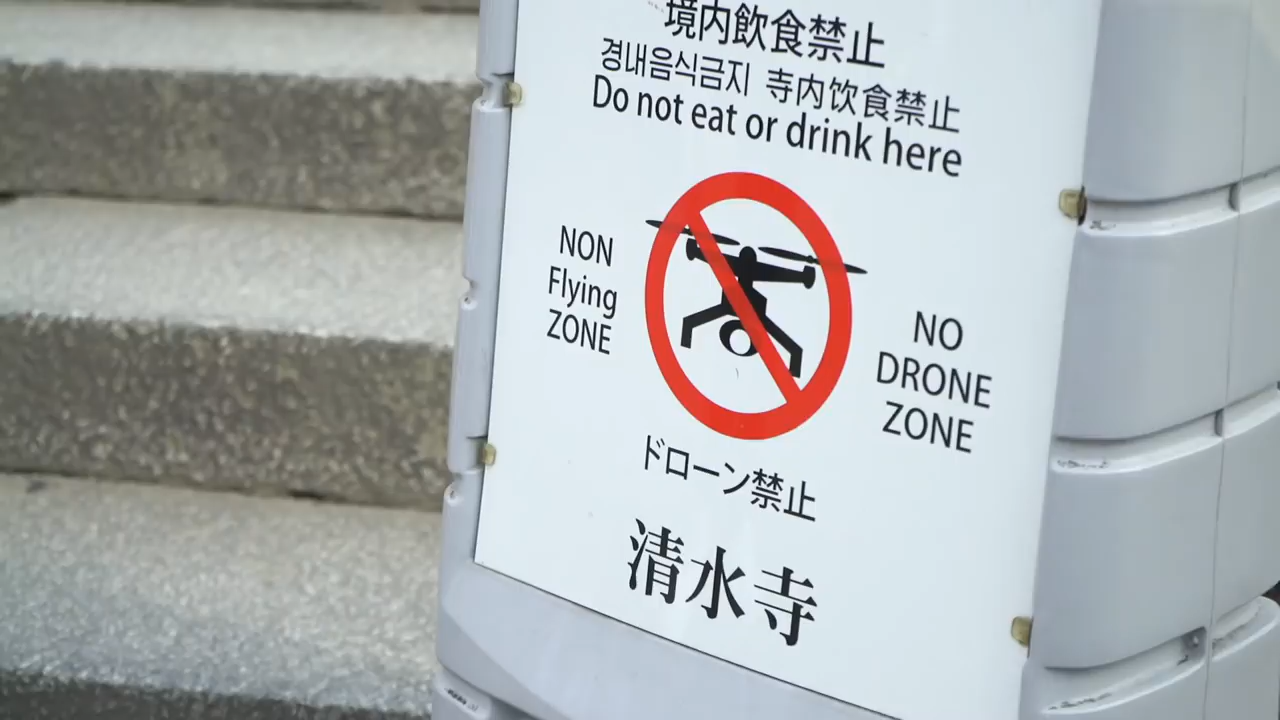 境内飲食禁止
경내음식금지 寺内饮食禁止
Do not eat or drink here
NON
Flying
ZONE
NO
DRONE
ZONE
ドローン禁止
清水寺